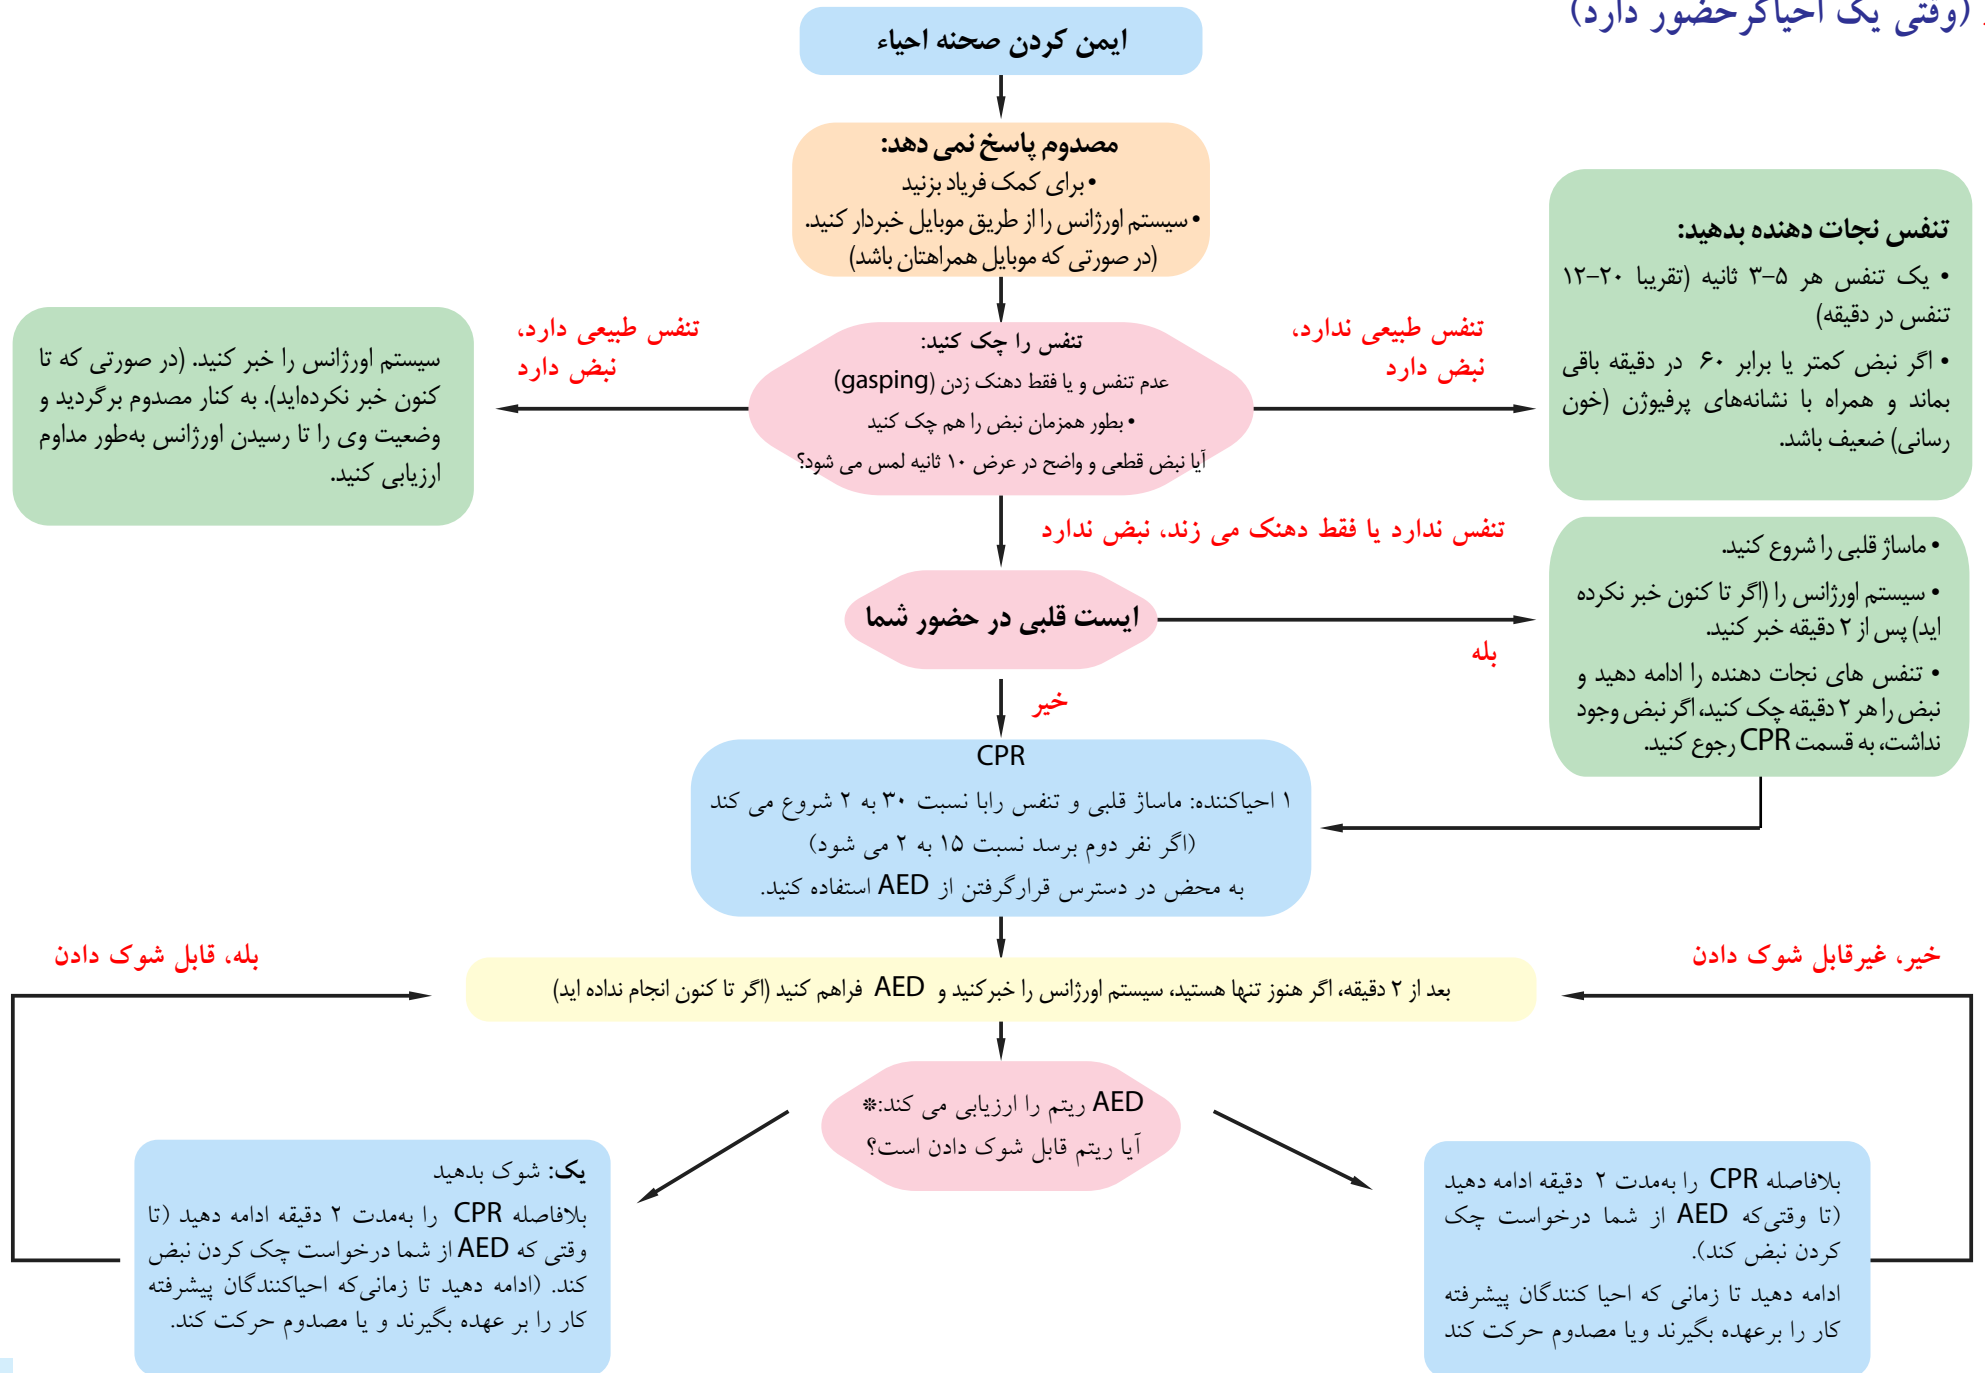 (وقتی یک احیاگرحضور دارد)
ایمن کردن صحنه احیاء
مصدوم پاسخ نمی دهد:
• برای کمک فریاد بزنید
• سیستم اورژانس را از طریق موبایل خبردار کنید.
(در صورتی که موبایل همراهتان باشد)
تنفس نجات دهنده بدهید:
• یک تنفس هر ۵–۳ ثانیه (تقریبا ۲۰–۱۲
تنفس در دقیقه)
• اگر نبض کمتر یا برابر ۶۰ در دقیقه باقی
بماند و همراه با نشانه‌های پرفیوژن (خون
رسانی) ضعیف باشد.
تنفس طبیعی ندارد،
نبض دارد
تنفس را چک کنید:
عدم تنفس و یا فقط دهنک زدن (gasping)
• بطور همزمان نبض را هم چک کنید
آیا نبض قطعی و واضح در عرض ۱۰ ثانیه لمس می شود؟
تنفس طبیعی دارد،
نبض دارد
سیستم اورژانس را خبر کنید. (در صورتی که تا
کنون خبر نکرده‌اید). به کنار مصدوم برگردید و
وضعیت وی را تا رسیدن اورژانس به‌طور مداوم
ارزیابی کنید.
تنفس ندارد یا فقط دهنک می زند، نبض ندارد
ایست قلبی در حضور شما
بله
• ماساژ قلبی را شروع کنید.
• سیستم اورژانس را (اگر تا کنون خبر نکرده
اید) پس از ۲ دقیقه خبر کنید.
• تنفس های نجات دهنده را ادامه دهید و
نبض را هر ۲ دقیقه چک کنید، اگر نبض وجود
نداشت، به قسمت CPR رجوع کنید.
خیر
CPR
۱ احیاکننده: ماساژ قلبی و تنفس رابا نسبت ۳۰ به ۲ شروع می کند
(اگر نفر دوم برسد نسبت ۱۵ به ۲ می شود)
به محض در دسترس قرارگرفتن از AED استفاده کنید.
خیر، غیرقابل شوک دادن
بله، قابل شوک دادن
بعد از ۲ دقیقه، اگر هنوز تنها هستید، سیستم اورژانس را خبرکنید و AED فراهم کنید (اگر تا کنون انجام نداده اید)
AED ریتم را ارزیابی می کند:*
آیا ریتم قابل شوک دادن است؟
بلافاصله CPR را به‌مدت ۲ دقیقه ادامه دهید
(تا وقتی‌که AED از شما درخواست چک
کردن نبض کند).
ادامه دهید تا زمانی که احیا کنندگان پیشرفته
کار را برعهده بگیرند ویا مصدوم حرکت کند
یک: شوک بدهید
بلافاصله CPR را به‌مدت ۲ دقیقه ادامه دهید (تا
وقتی که AED از شما درخواست چک کردن نبض
کند. (ادامه دهید تا زمانی‌که احیاکنندگان پیشرفته
کار را بر عهده بگیرند و یا مصدوم حرکت کند.